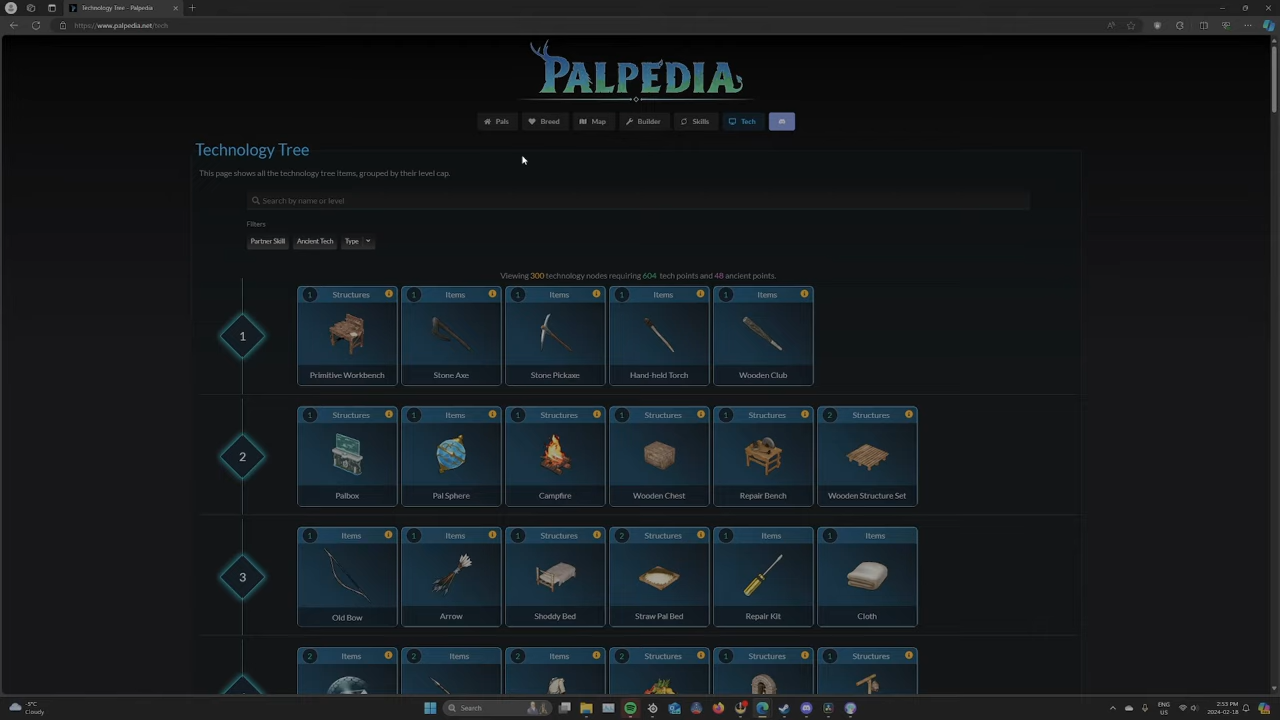 Technology Tree - Palpedia
https://www.palpedia.net/tech
PALPEDIA
Pals Breed Map Builder Skills Tech
Technology Tree
This page shows all the technology tree items, grouped by their level cap.
Search by name or level
Filters
Partner Skill Ancient Tech Type
Viewing 300 technology nodes requiring 604 tech points and 48 ancient points.
1 Structures 1 Items 1 Items 1 Items 1 Items
1
Primitive Workbench Stone Axe Stone Pickaxe Hand-held Torch Wooden Club
1 Structures 1 Items 1 Structures 1 Structures 1 Structures 2 Structures
2
Palbox Pal Sphere Campfire Wooden Chest Repair Bench Wooden Structure Set
1 Items 1 Items 1 Structures 2 Structures 1 Items 1 Items
3
Old Bow Arrow Shoddy Bed Straw Pal Bed Repair Kit Cloth
2 Items 2 Items 2 Items 2 Structures 1 Structures 1 Structures
-5°C
Cloudy
Search
ENG
US
2:53 PM
2024-02-18